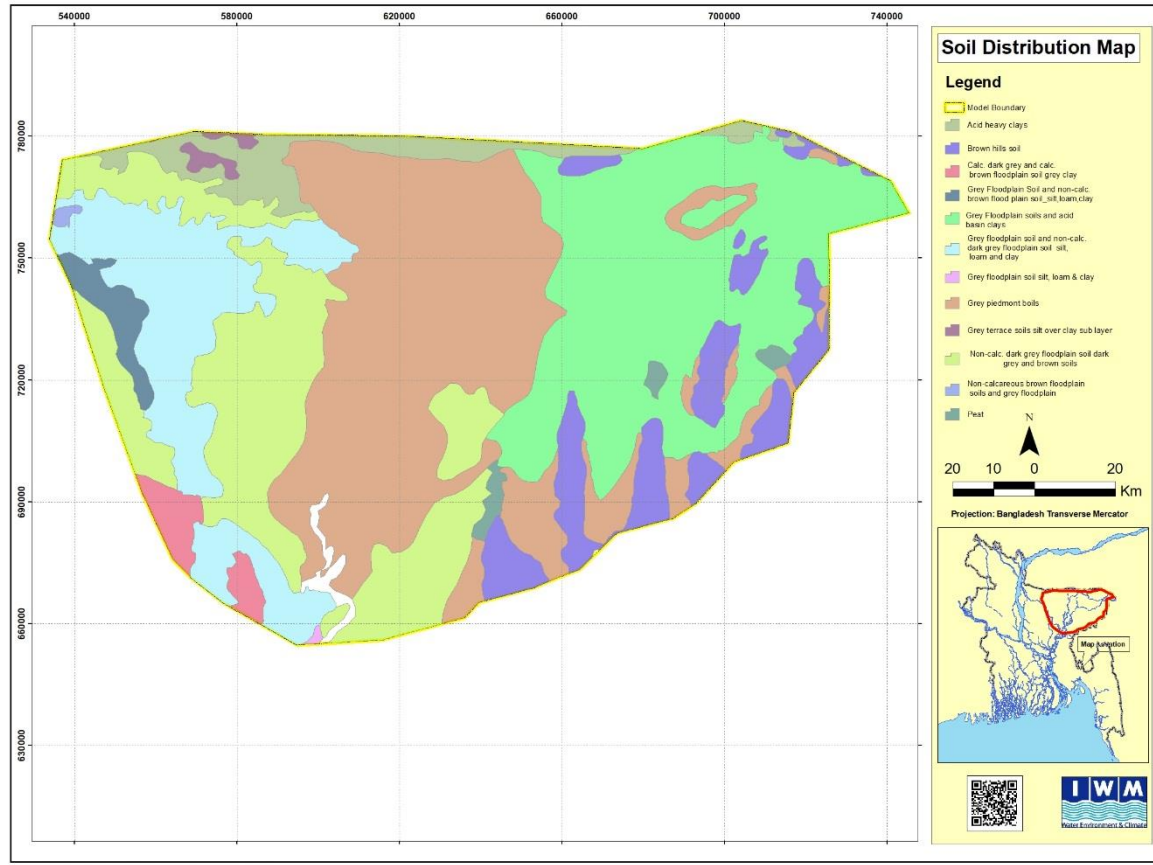 540000
580000
620000
660000
700000
740000
780000
750000
720000
690000
660000
630000
Soil Distribution Map
Legend
Model Boundary
Acid heavy clays
Brown hills soil
Calc. dark grey and calc.
brown floodplain soil grey clay
Grey Floodplain Soil and non-calc.
brown flood plain soil_silt,loam,clay
Grey Floodplain soils and acid
basin clays
Grey floodplain soil and non-calc.
dark grey floodplain soil silt,
loam and clay
Grey floodplain soil silt, loam & clay
Grey piedmont boils
Grey terrace soils silt over clay sub layer
Non-calc. dark grey floodplain soil dark
grey and brown soils
Non-calcareous brown floodplain
soils and grey floodplain
Peat
N
20 10 0 20
Km
Projection: Bangladesh Transverse Mercator
Map
IWM
Water Environment & Climate